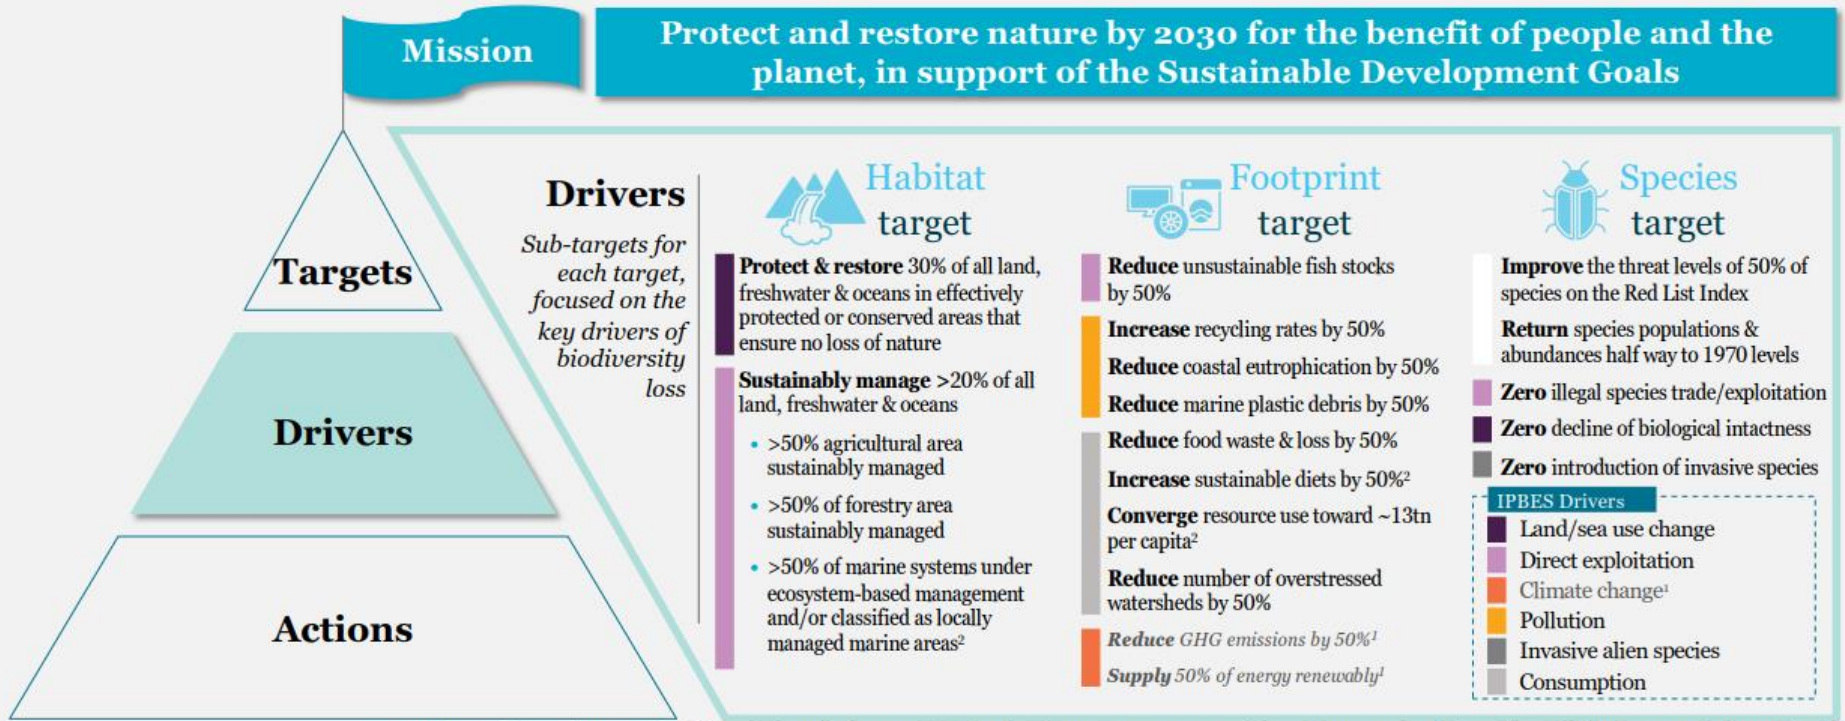 Mission
Protect and restore nature by 2030 for the benefit of people and the
planet, in support of the Sustainable Development Goals
Targets
Drivers
Actions
Drivers
Sub-targets for
each target,
focused on the
key drivers of
biodiversity
loss
Habitat
target
Protect & restore 30% of all land,
freshwater & oceans in effectively
protected or conserved areas that
ensure no loss of nature
Sustainably manage >20% of all
land, freshwater & oceans
• >50% agricultural area
sustainably managed
• >50% of forestry area
sustainably managed
• >50% of marine systems under
ecosystem-based management
and/or classified as locally
managed marine areas²
Footprint
target
Reduce unsustainable fish stocks
by 50%
Increase recycling rates by 50%
Reduce coastal eutrophication by 50%
Reduce marine plastic debris by 50%
Reduce food waste & loss by 50%
Increase sustainable diets by 50%²
Converge resource use toward ~13tn
per capita²
Reduce number of overstressed
watersheds by 50%
Reduce GHG emissions by 50%¹
Supply 50% of energy renewably¹
Species
target
Improve the threat levels of 50% of
species on the Red List Index
Return species populations &
abundances half way to 1970 levels
Zero illegal species trade/exploitation
Zero decline of biological intactness
Zero introduction of invasive species
IPBES Drivers
Land/sea use change
Direct exploitation
Climate change¹
Pollution
Invasive alien species
Consumption